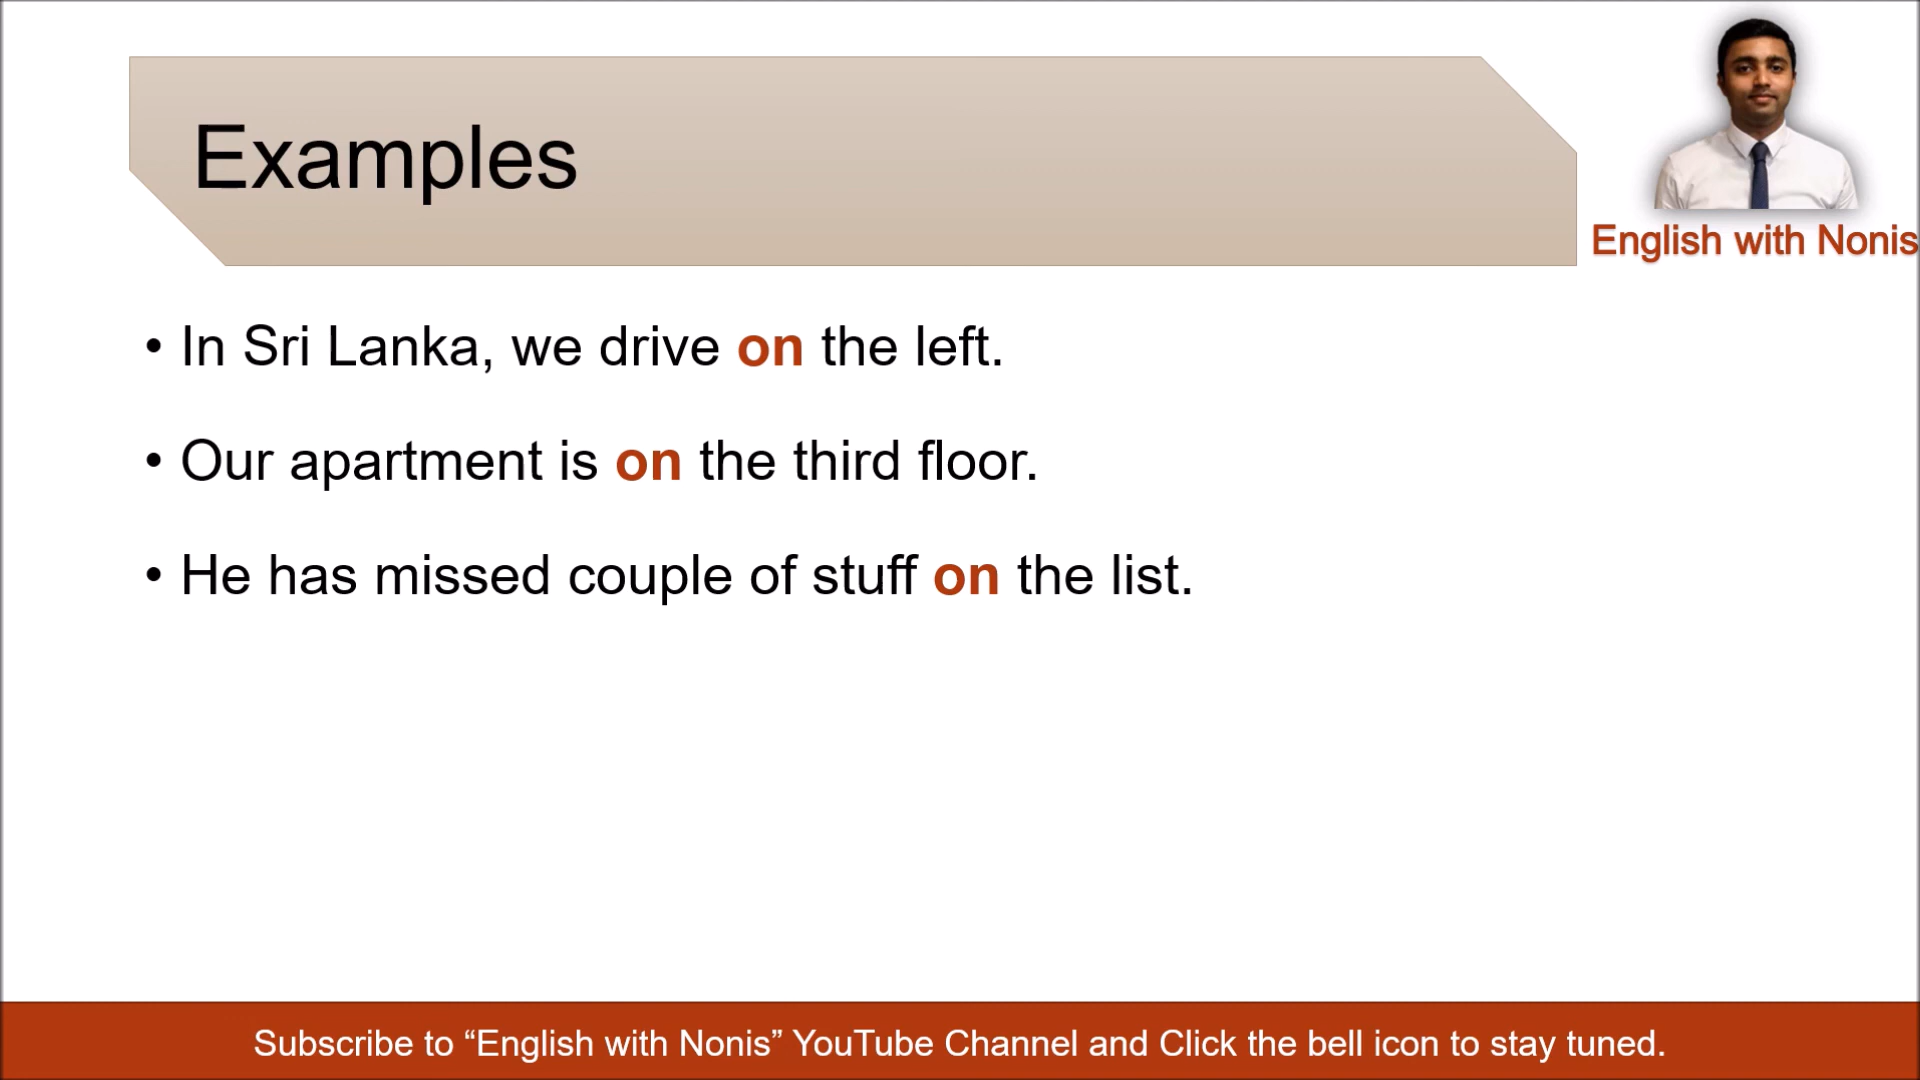 Examples
English with Nonis
• In Sri Lanka, we drive on the left.
• Our apartment is on the third floor.
• He has missed couple of stuff on the list.
Subscribe to “English with Nonis” YouTube Channel and Click the bell icon to stay tuned.